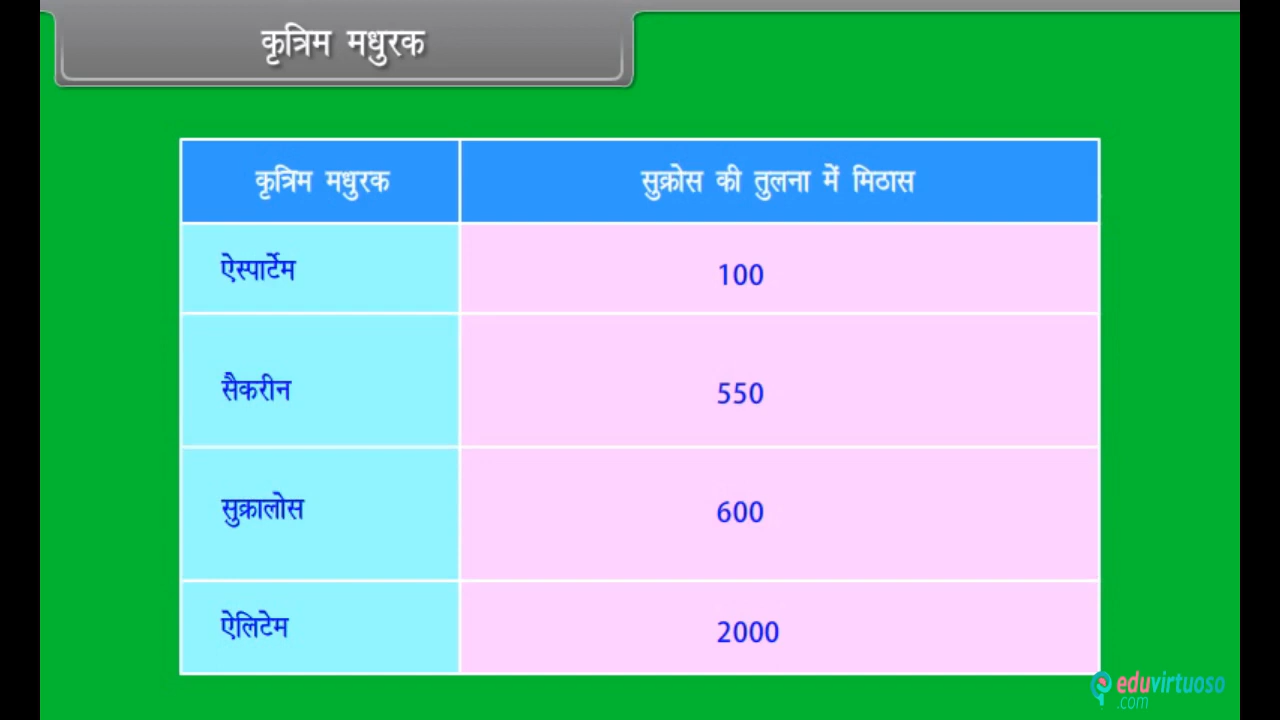 कृत्रिम मधुरक
कृत्रिम मधुरक सुक्रोस की तुलना में मिठास
ऐस्पार्टेम 100
सैकरीन 550
सुक्रालोस 600
ऐलिटेम 2000
eduvirtuoso
.com